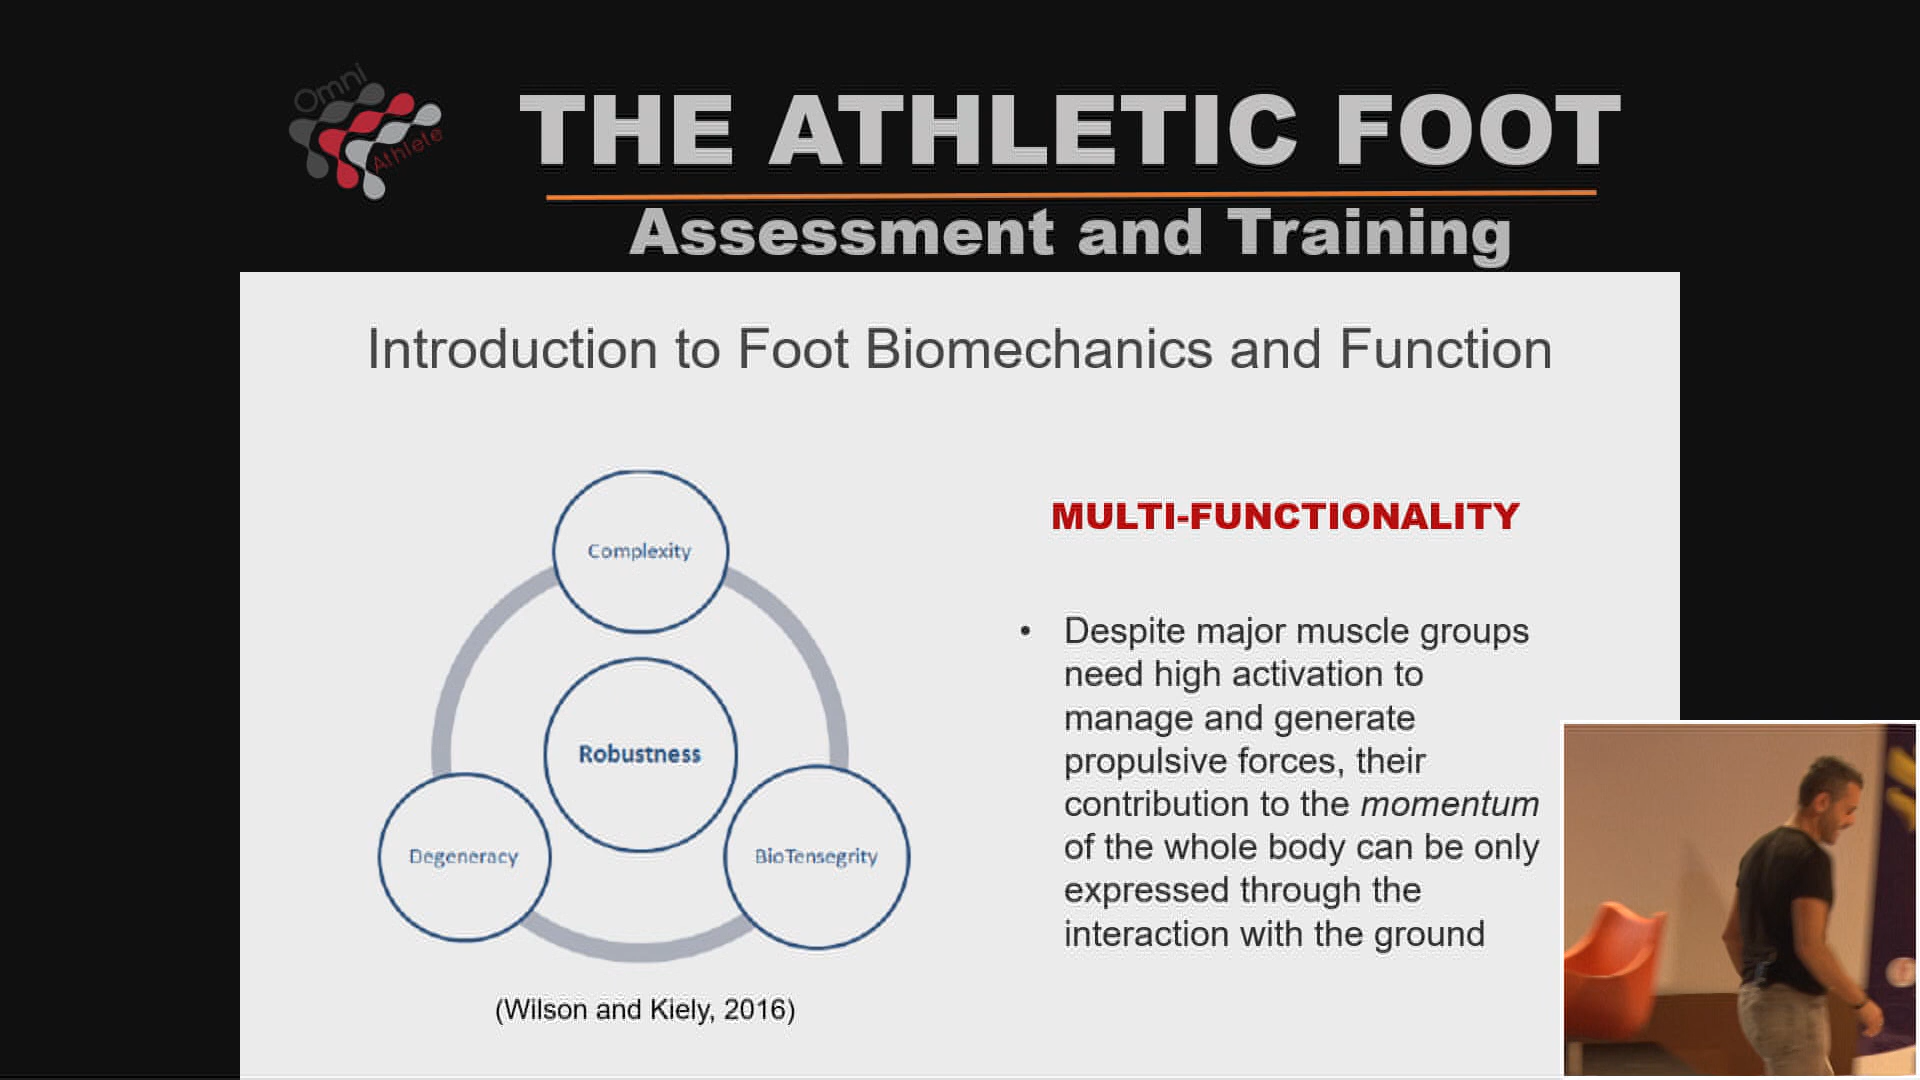 Omni
Athlete
THE ATHLETIC FOOT
Assessment and Training
Introduction to Foot Biomechanics and Function
Complexity
Robustness
Degeneracy
BioTensegrity
(Wilson and Kiely, 2016)
MULTI-FUNCTIONALITY
• Despite major muscle groups
need high activation to
manage and generate
propulsive forces, their
contribution to the momentum
of the whole body can be only
expressed through the
interaction with the ground